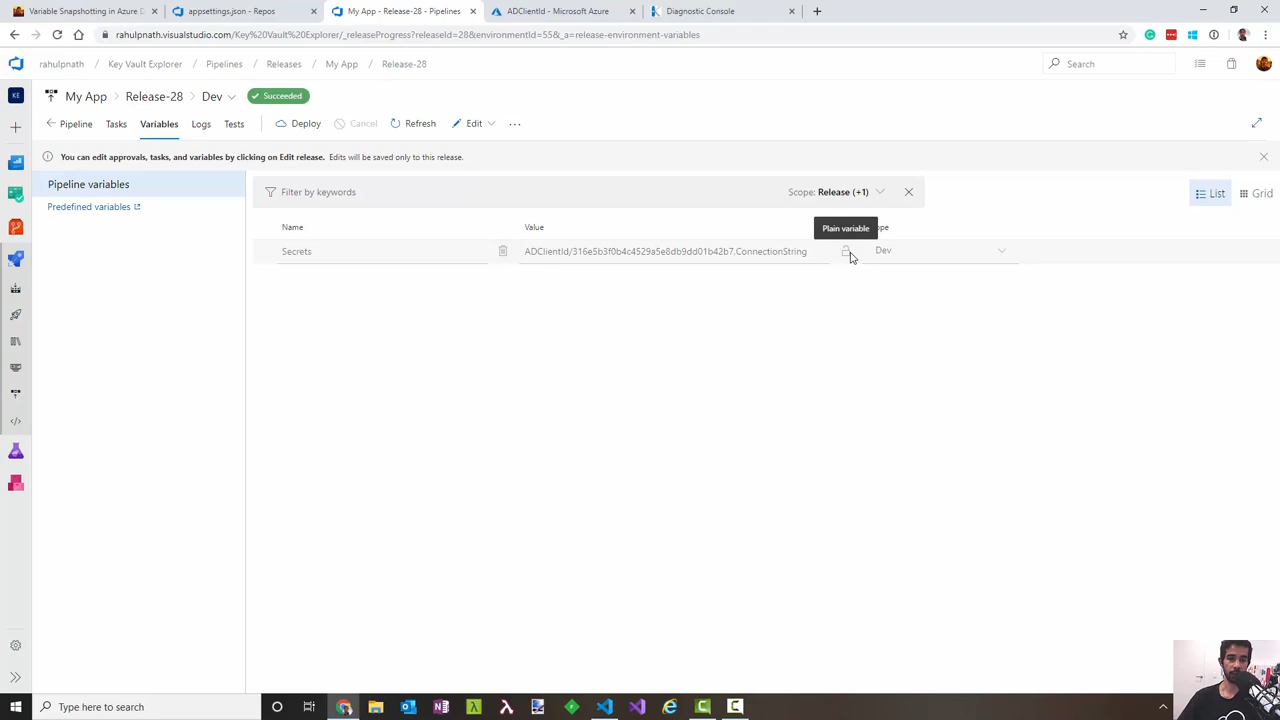 Variable Snapshotting in Azure D
appsettings.json - Repos
My App - Release-28 - Pipelines
ADClientId - Microsoft Azure
Diagnostic Console
rahulpnath.visualstudio.com/Key%20Vault%20Explorer/_releaseProgress?releaseId=28&environmentId=55&_a=release-environment-variables
rahulpnath / Key Vault Explorer / Pipelines / Releases / My App / Release-28
Search
KE
My App > Release-28 > Dev
Succeeded
Pipeline
Tasks
Variables
Logs
Tests
Deploy
Cancel
Refresh
Edit
...
You can edit approvals, tasks, and variables by clicking on Edit release. Edits will be saved only to this release.
Pipeline variables
Predefined variables
Filter by keywords
Scope: Release (+1)
List
Grid
Plain variable
Name
Value
ope
Secrets
ADClientId/316e5b3f0b4c4529a5e8db9dd01b42b7,ConnectionString
Dev
Type here to search